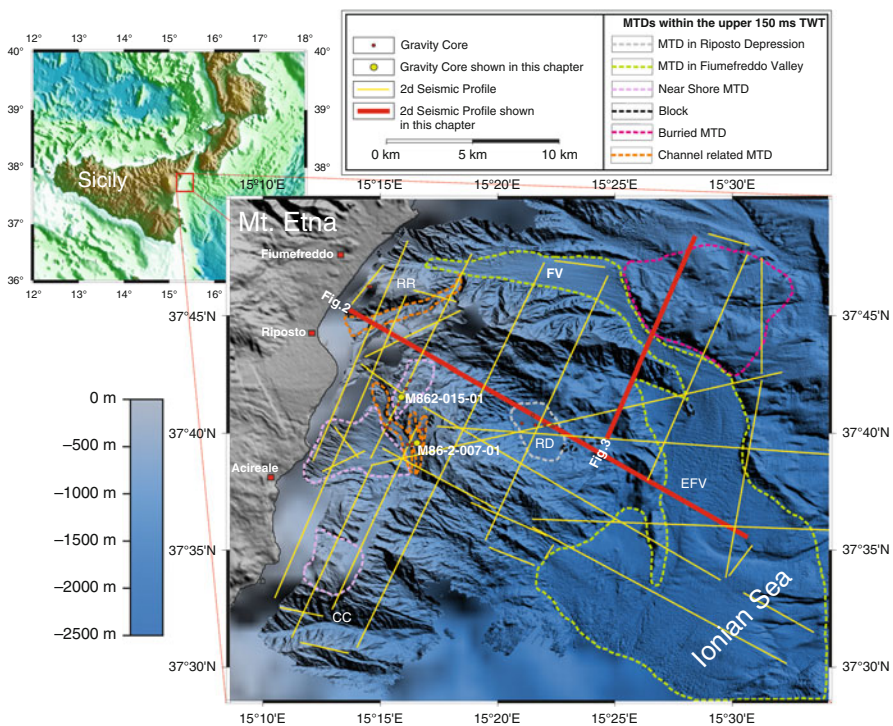 12° 13° 14° 15° 16° 17° 18°
40° 40°
39° 39°
38° 38°
37°
36° 36°
12° 13° 14° 15° 16°
Sicily
Gravity Core
Gravity Core shown in this chapter
2d Seismic Profile
2d Seismic Profile shown
in this chapter
0 km 5 km 10 km
MTDs within the upper 150 ms TWT
MTD in Riposto Depression
MTD in Fiumefreddo Valley
Near Shore MTD
Block
Burried MTD
Channel related MTD
15°10'E 15°15'E 15°20'E 15°25'E 15°30'E
Mt. Etna
Fiumefreddo
FV
RR
Fig.2
37°45'N 37°45'N
Riposto
M862-015-01
37°40'N 37°40'N
RD
M86-2-007-01
Fig.3
Acireale
EFV
37°35'N 37°35'N
Ionian Sea
CC
37°30'N 37°30'N
15°10'E 15°15'E 15°20'E 15°25'E 15°30'E
0 m
−500 m
−1000 m
−1500 m
−2000 m
−2500 m